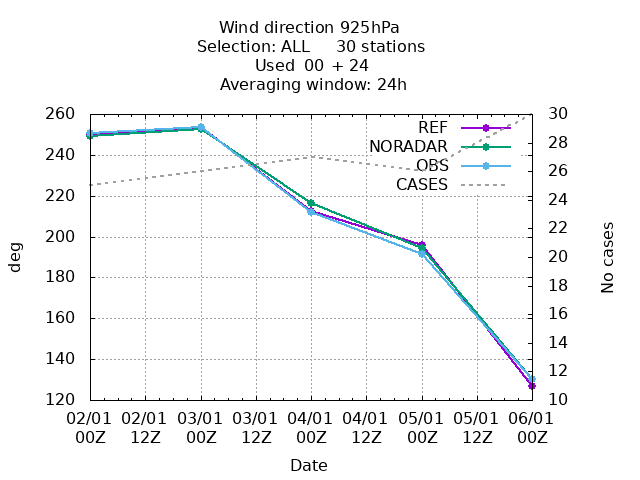 Wind direction 925hPa
Selection: ALL 30 stations
Used 00 + 24
Averaging window: 24h
260 30
240 28
220 26
200 24
180 22
160 20
140 18
120 16
14
12
10
REF
NORADAR
OBS
CASES
deg
No cases
02/01 02/01 03/01 03/01 04/01 04/01 05/01 05/01 06/01
00Z 12Z 00Z 12Z 00Z 12Z 00Z 12Z 00Z
Date